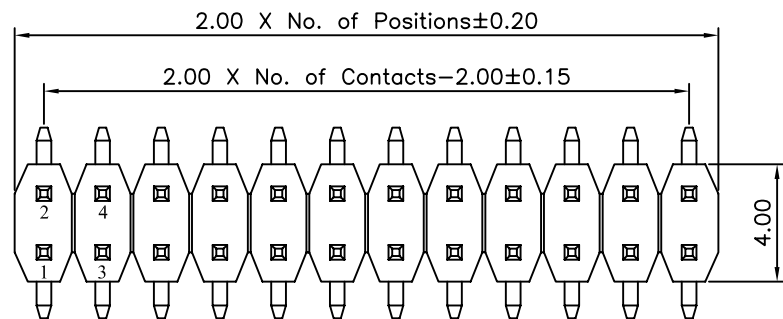 2.00 X No. of Positions±0.20
2.00 X No. of Contacts-2.00±0.15
4.00
2 4
1 3